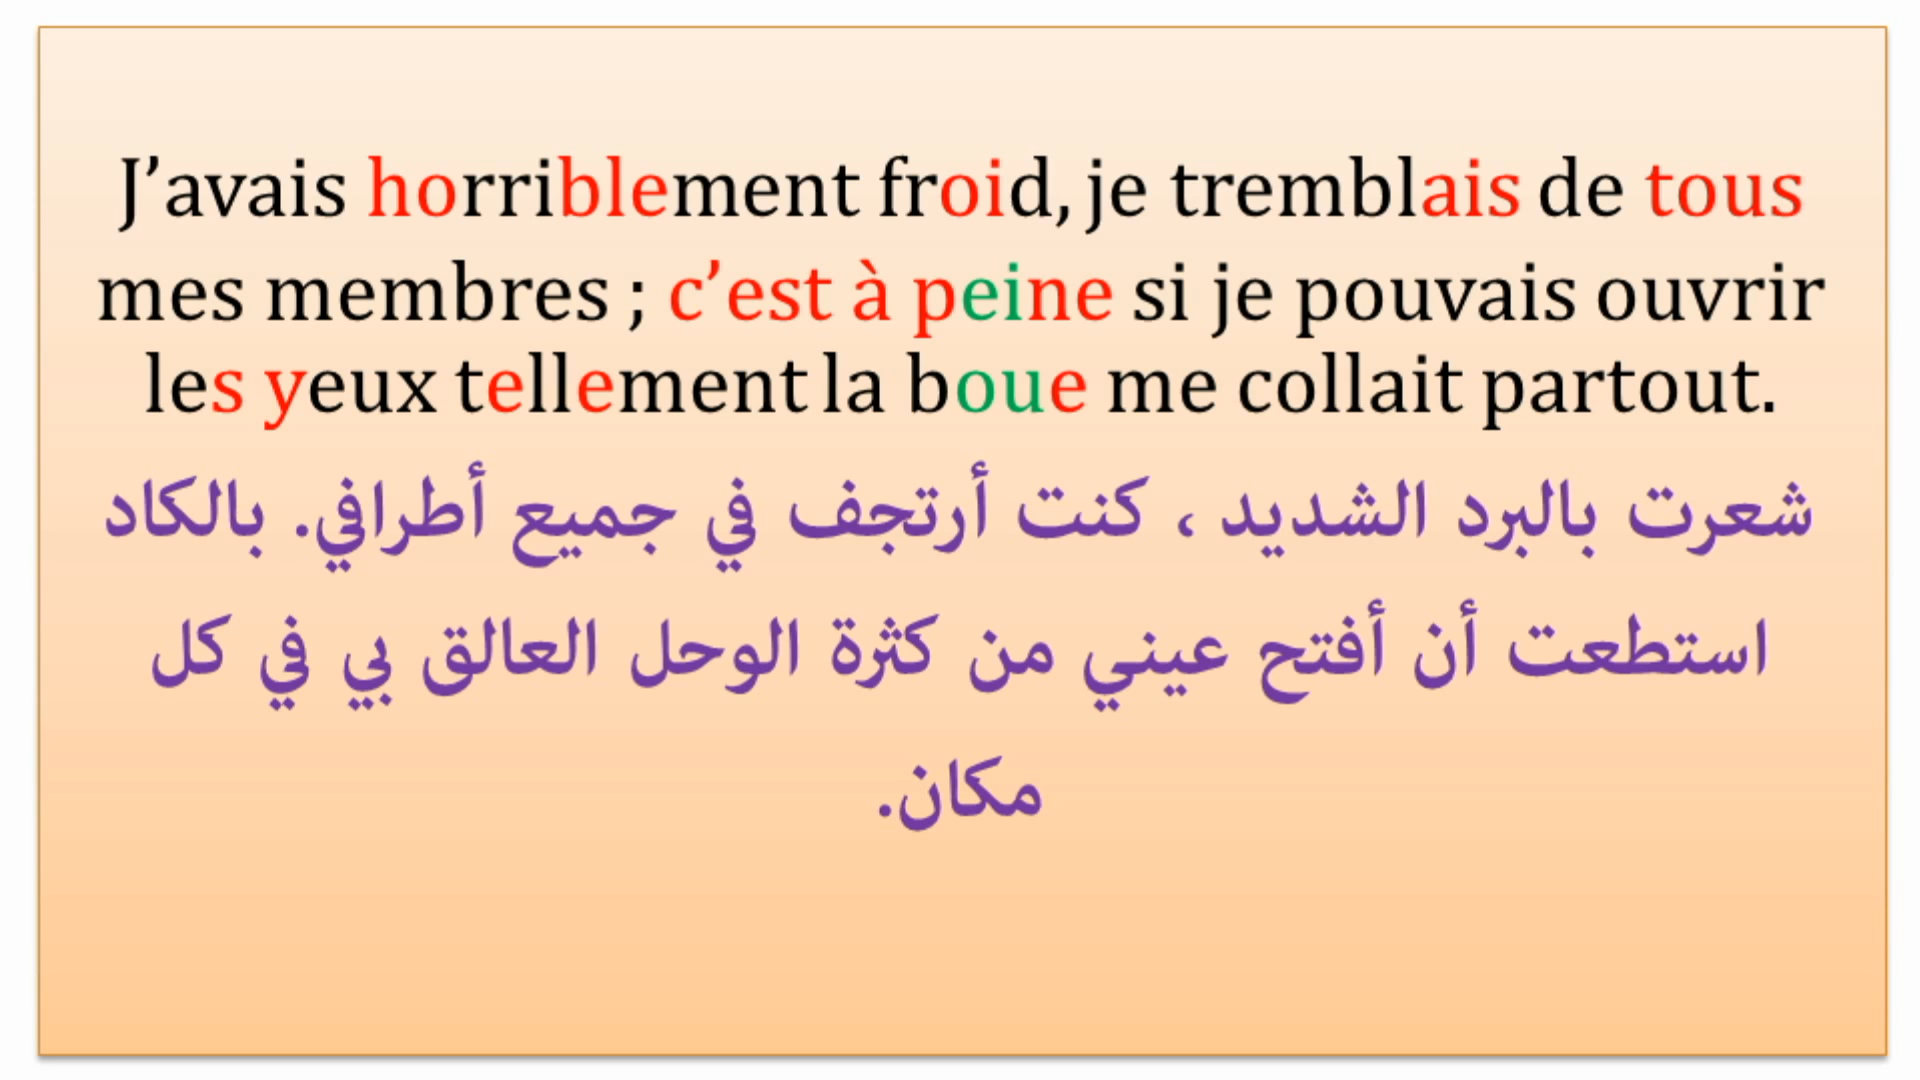 J’avais horriblement froid, je tremblais de tous
mes membres ; c’est à peine si je pouvais ouvrir
les yeux tellement la boue me collait partout.
شعرت بالبرد الشديد ، كنت أرتجف في جميع أطرافي. بالكاد
استطعت أن أفتح عيني من كثرة الوحل العالق بي في كل
مكان.